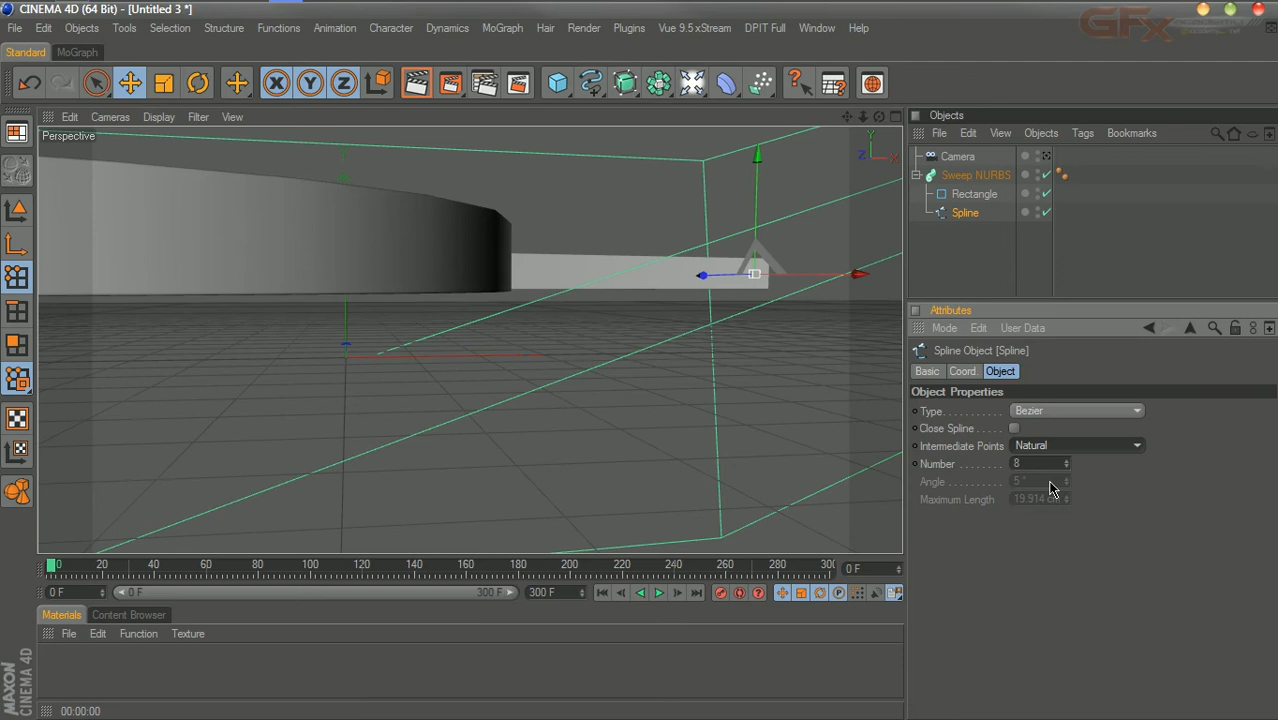 CINEMA 4D (64 Bit) - [Untitled 3 *]
GFx
File Edit Objects Tools Selection Structure Functions Animation Character Dynamics MoGraph Hair Render Plugins Vue 9.5 xStream DPIT Full Window Help
Standard MoGraph
X Y Z
Edit Cameras Display Filter View
Perspective
Y
Z X
Objects
File Edit View Objects Tags Bookmarks
Camera
Sweep NURBS
Rectangle
Spline
Attributes
Mode Edit User Data
Spline Object [Spline]
Basic Coord. Object
Object Properties
Type Bezier
Close Spline
Intermediate Points Natural
Number 8
Angle 5 °
Maximum Length 19.914
0 20 40 60 80 100 120 140 160 180 200 220 240 260 280 30 0 F
0 F 0 F 300 F 300 F
Materials Content Browser
File Edit Function Texture
MAXON
CINEMA 4D
00:00:00